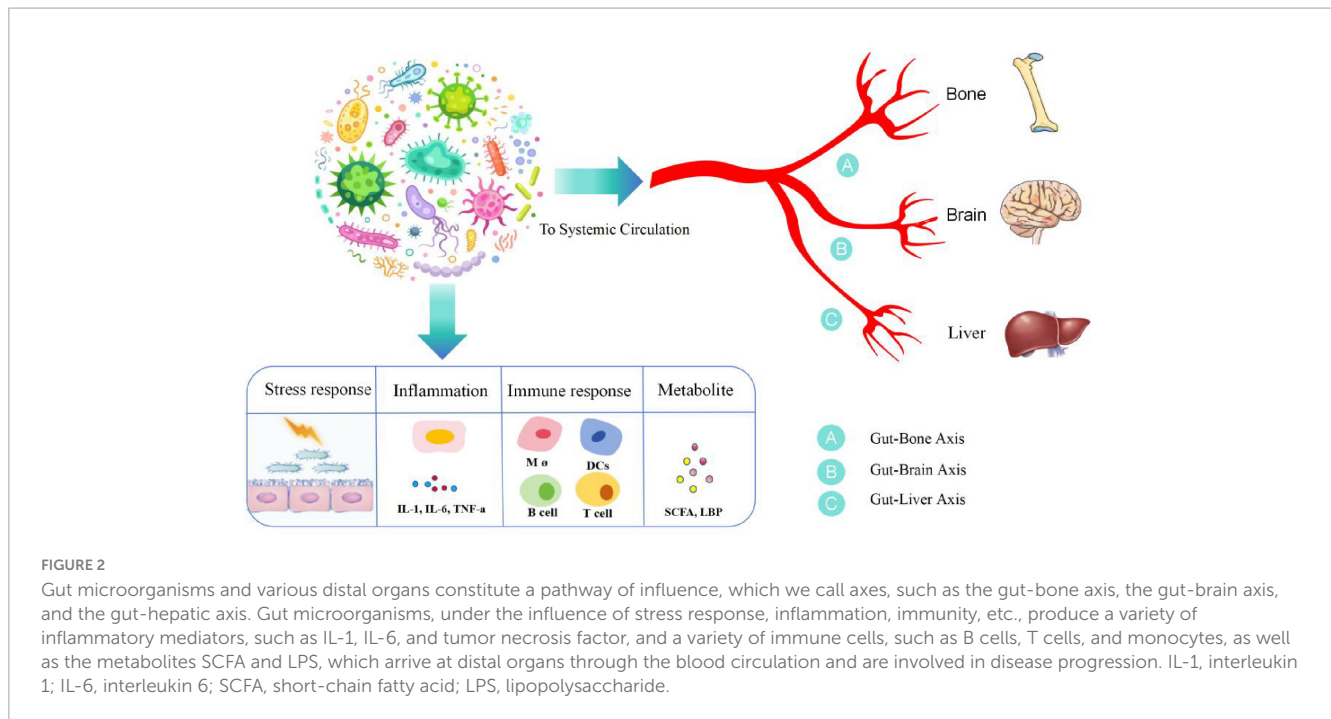 Bone
A
Brain
To Systemic Circulation
B
C
Liver
Stress response
Inflammation
Immune response
Metabolite
M ø
DCs
IL-1, IL-6, TNF-a
B cell
T cell
SCFA, LBP
A Gut-Bone Axis
B Gut-Brain Axis
C Gut-Liver Axis
FIGURE 2
Gut microorganisms and various distal organs constitute a pathway of influence, which we call axes, such as the gut-bone axis, the gut-brain axis,
and the gut-hepatic axis. Gut microorganisms, under the influence of stress response, inflammation, immunity, etc., produce a variety of
inflammatory mediators, such as IL-1, IL-6, and tumor necrosis factor, and a variety of immune cells, such as B cells, T cells, and monocytes, as well
as the metabolites SCFA and LPS, which arrive at distal organs through the blood circulation and are involved in disease progression. IL-1, interleukin
1; IL-6, interleukin 6; SCFA, short-chain fatty acid; LPS, lipopolysaccharide.